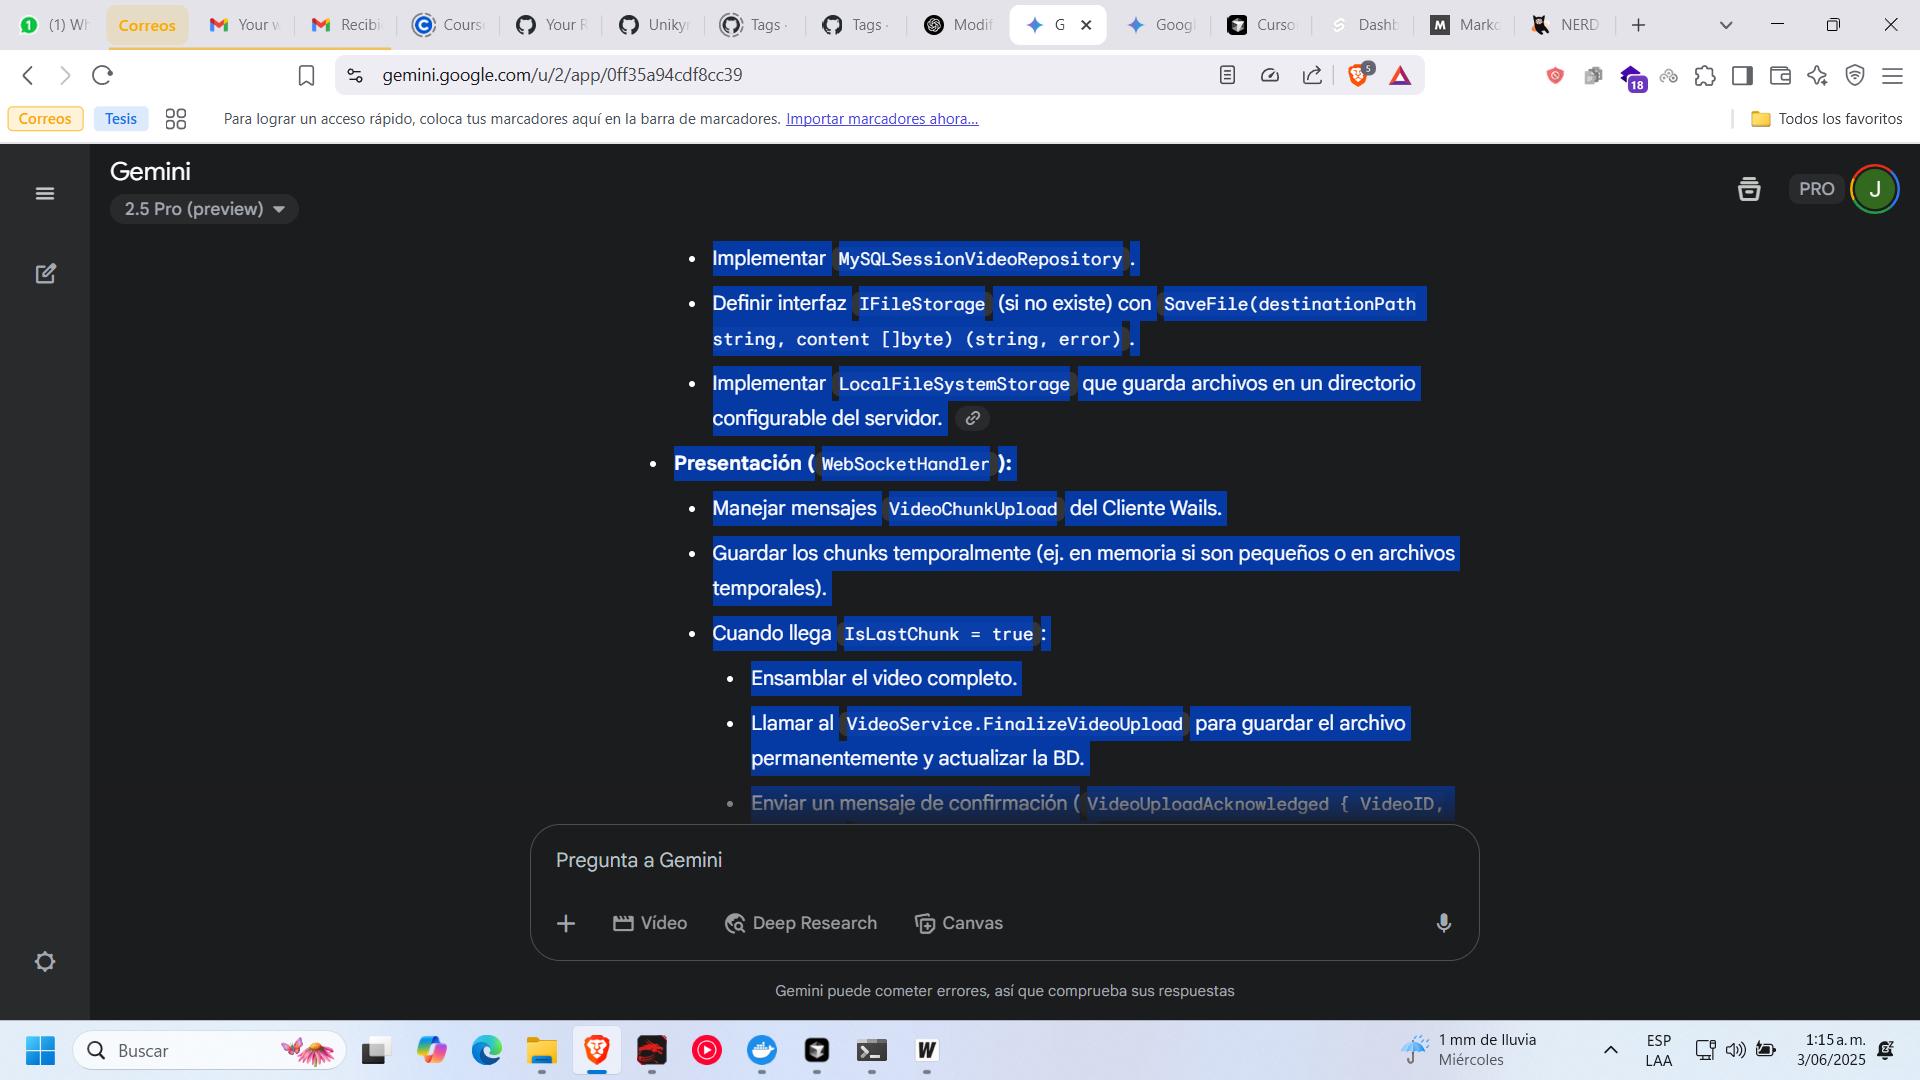 (1) Wh
Correos
Your w
Recibi
Cours
Your R
Unikyr
Tags ·
Tags ·
Modif
G
Googl
Curso
Dashb
Marko
NERD
gemini.google.com/u/2/app/0ff35a94cdf8cc39
5
18
Correos
Tesis
Para lograr un acceso rápido, coloca tus marcadores aquí en la barra de marcadores. Importar marcadores ahora...
Todos los favoritos
Gemini
2.5 Pro (preview)
PRO
J
• Implementar MySQLSessionVideoRepository .
• Definir interfaz IFileStorage (si no existe) con SaveFile(destinationPath
string, content []byte) (string, error) .
• Implementar LocalFileSystemStorage que guarda archivos en un directorio
configurable del servidor.
• Presentación ( WebSocketHandler ):
• Manejar mensajes VideoChunkUpload del Cliente Wails.
• Guardar los chunks temporalmente (ej. en memoria si son pequeños o en archivos
temporales).
• Cuando llega IsLastChunk = true :
• Ensamblar el video completo.
• Llamar al VideoService.FinalizeVideoUpload para guardar el archivo
permanentemente y actualizar la BD.
• Enviar un mensaje de confirmación ( VideoUploadAcknowledged { VideoID,
Pregunta a Gemini
Vídeo
Deep Research
Canvas
Gemini puede cometer errores, así que comprueba sus respuestas
Buscar
W
1 mm de lluvia
Miércoles
ESP
LAA
1:15 a. m.
3/06/2025